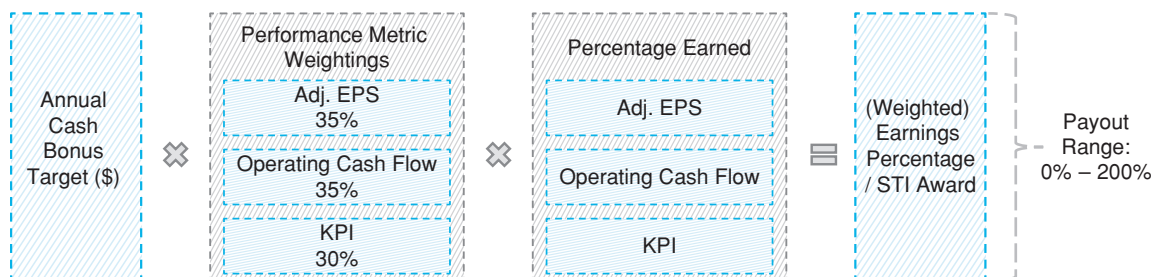 Annual
Cash
Bonus
Target ($)
Performance Metric
Weightings
Adj. EPS
35%
Operating Cash Flow
35%
KPI
30%
Percentage Earned
Adj. EPS
Operating Cash Flow
KPI
(Weighted)
Earnings
Percentage
/ STI Award
Payout
Range:
0% – 200%